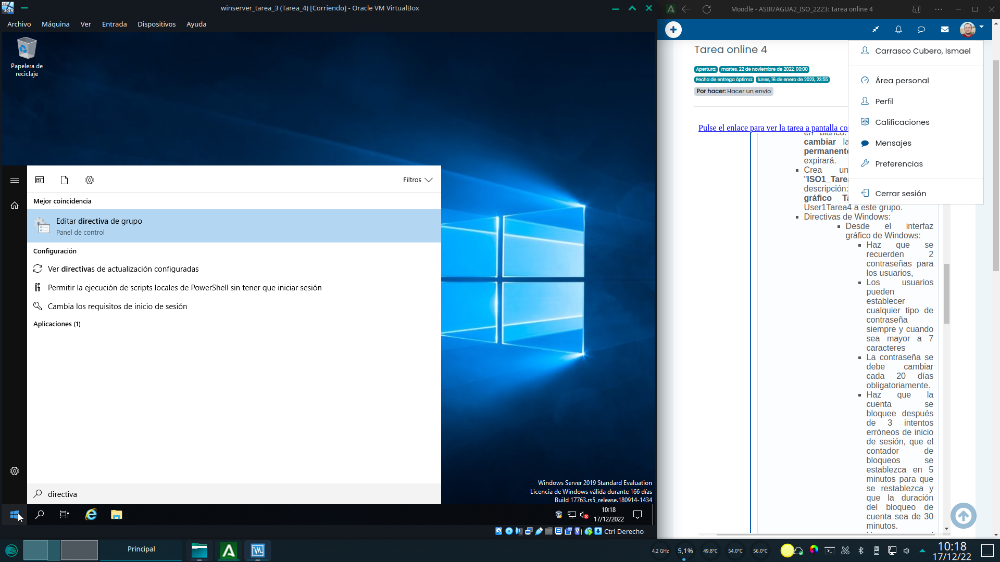 winserver_tarea_3 (Tarea_4) [Corriendo] - Oracle VM VirtualBox
Archivo Máquina Ver Entrada Dispositivos Ayuda
Papelera de
reciclaje
Filtros
Mejor coincidencia
Editar directiva de grupo
Panel de control
Configuración
Ver directivas de actualización configuradas
Permitir la ejecución de scripts locales de PowerShell sin tener que iniciar sesión
Cambia los requisitos de inicio de sesión
Aplicaciones (1)
directiva
Windows Server 2019 Standard Evaluation
Licencia de Windows válida durante 166 días
Build 17763.rs5_release.180914-1434
10:18
17/12/2022
Ctrl Derecho
Moodle - ASIR/AGUA2_ISO_2223: Tarea online 4
Tarea online 4
Apertura: martes, 22 de noviembre de 2022, 00:00
Fecha de entrega óptima: lunes, 16 de enero de 2023, 23:55
Por hacer: Hacer un envío
Carrasco Cubero, Ismael
Área personal
Perfil
Calificaciones
Mensajes
Preferencias
Cerrar sesión
Pulse el enlace para ver la tarea a pantalla co
en blanco.
cambiar la
permanente
expirará.
Crea un
"ISO1_Tare
descripción:
gráfico Ta
User1Tarea4 a este grupo.
Directivas de Windows:
Desde el interfaz
gráfico de Windows:
Haz que se
recuerden 2
contraseñas para
los usuarios,
Los usuarios
pueden
establecer
cualquier tipo de
contraseña
siempre y cuando
sea mayor a 7
caracteres
La contraseña se
debe cambiar
cada 20 días
obligatoriamente.
Haz que la
cuenta se
bloquee después
de 3 intentos
erróneos de inicio
de sesión, que el
contador de
bloqueos se
establezca en 5
minutos para que
se restablezca y
que la duración
del bloqueo de
cuenta sea de 30
minutos.
Principal
4,2 GHz 5,1% 49,8°C 54,0°C 56,0°C
10:18
17/12/22